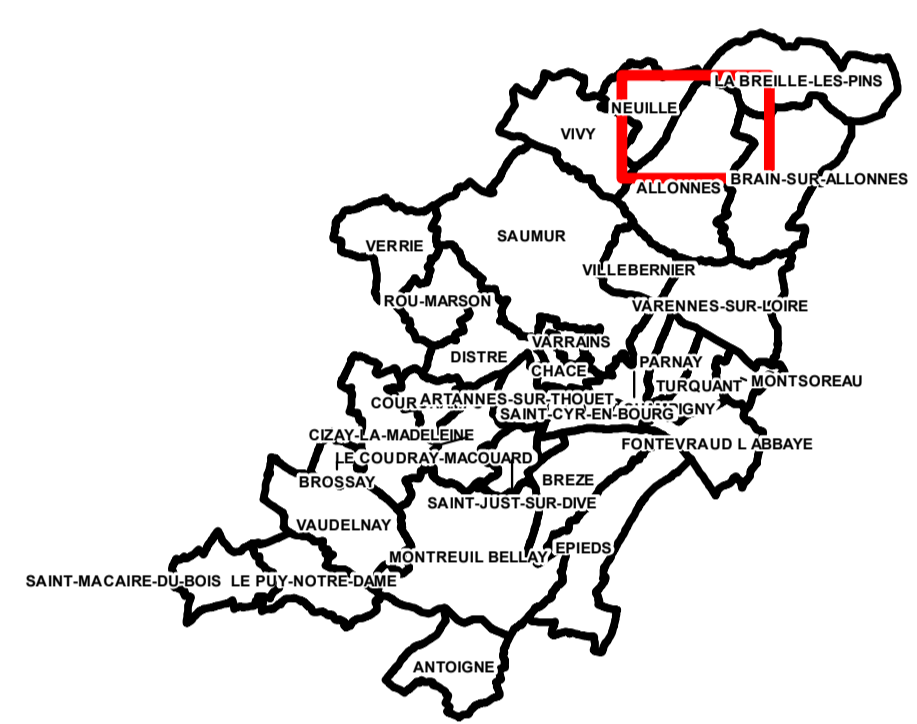 LA BREILLE-LES-PINS
NEUILLE
VIVY
BRAIN-SUR-ALLONNES
ALLONNES
SAUMUR
VERRIE
VILLEBERNIER
ROU-MARSON
VARENNES-SUR-LOIRE
VARRAINS
DISTRE
PARNAY
CHACE
MONTSOREAU
TURQUANT
ARTANNES-SUR-THOUET
SAINT-CYR-EN-BOURG
CIZAY-LA-MADELEINE
FONTEVRAUD L ABBAYE
LE COUDRAY-MACOUARD
BROSSAY
BREZE
SAINT-JUST-SUR-DIVE
VAUDELNAY
EPIEDS
MONTREUIL BELLAY
SAINT-MACAIRE-DU-BOIS
LE PUY-NOTRE-DAME
ANTOIGNE